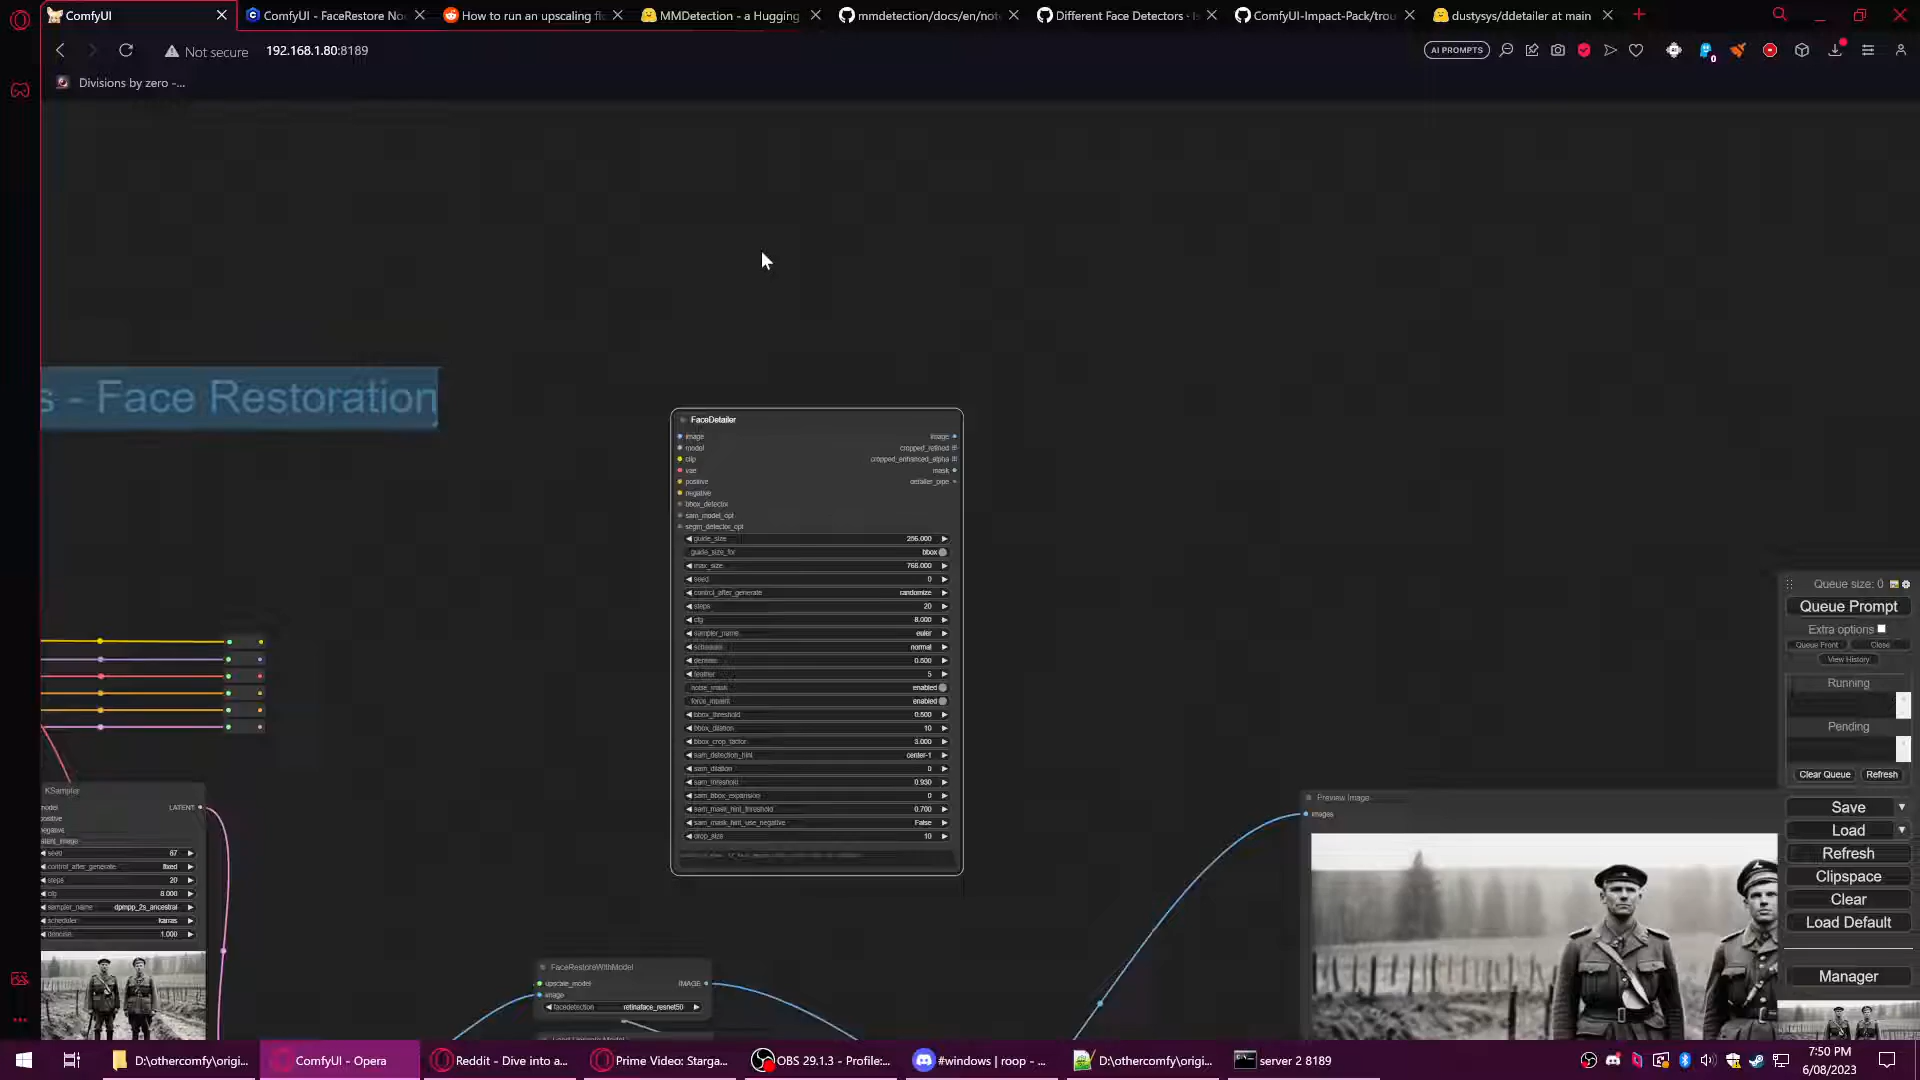 ComfyUI
ComfyUI - FaceRestore No
How to run an upscaling flo
MMDetection - a Hugging
mmdetection/docs/en/not
Different Face Detectors · Is
ComfyUI-Impact-Pack/trou
dustysys/ddetailer at main
Not secure
192.168.1.80:8189
AI PROMPTS
0
Divisions by zero -...
s - Face Restoration
FaceDetailer
image
image
model
cropped_refined
clip
cropped_enhanced_alpha
vae
mask
positive
detailer_pipe
negative
bbox_detector
sam_model_opt
segm_detector_opt
guide_size 256.000
guide_size_for bbox
max_size 768.000
seed 0
control_after_generate randomize
steps 20
cfg 8.000
sampler_name euler
scheduler normal
denoise 0.500
feather 5
noise_mask enabled
force_inpaint enabled
bbox_threshold 0.500
bbox_dilation 10
bbox_crop_factor 3.000
sam_detection_hint center-1
sam_dilation 0
sam_threshold 0.930
sam_bbox_expansion 0
sam_mask_hint_threshold 0.700
sam_mask_hint_use_negative False
drop_size 10
KSampler
model LATENT
positive
negative
latent_image
seed 67
control_after_generate fixed
steps 20
cfg 8.000
sampler_name dpmpp_2s_ancestral
scheduler karras
denoise 1.000
FaceRestoreWithModel
upscale_model IMAGE
image
facedetection retinaface_resnet50
Preview Image
images
Queue size: 0
Queue Prompt
Extra options
Queue Front Close
View History
Running
Pending
Clear Queue Refresh
Save
Load
Refresh
Clipspace
Clear
Load Default
Manager
D:\othercomfy\origi...
ComfyUI - Opera
Reddit - Dive into a...
Prime Video: Starga...
OBS 29.1.3 - Profile:...
#windows | roop - ...
D:\othercomfy\origi...
server 2 8189
7:50 PM
6/08/2023